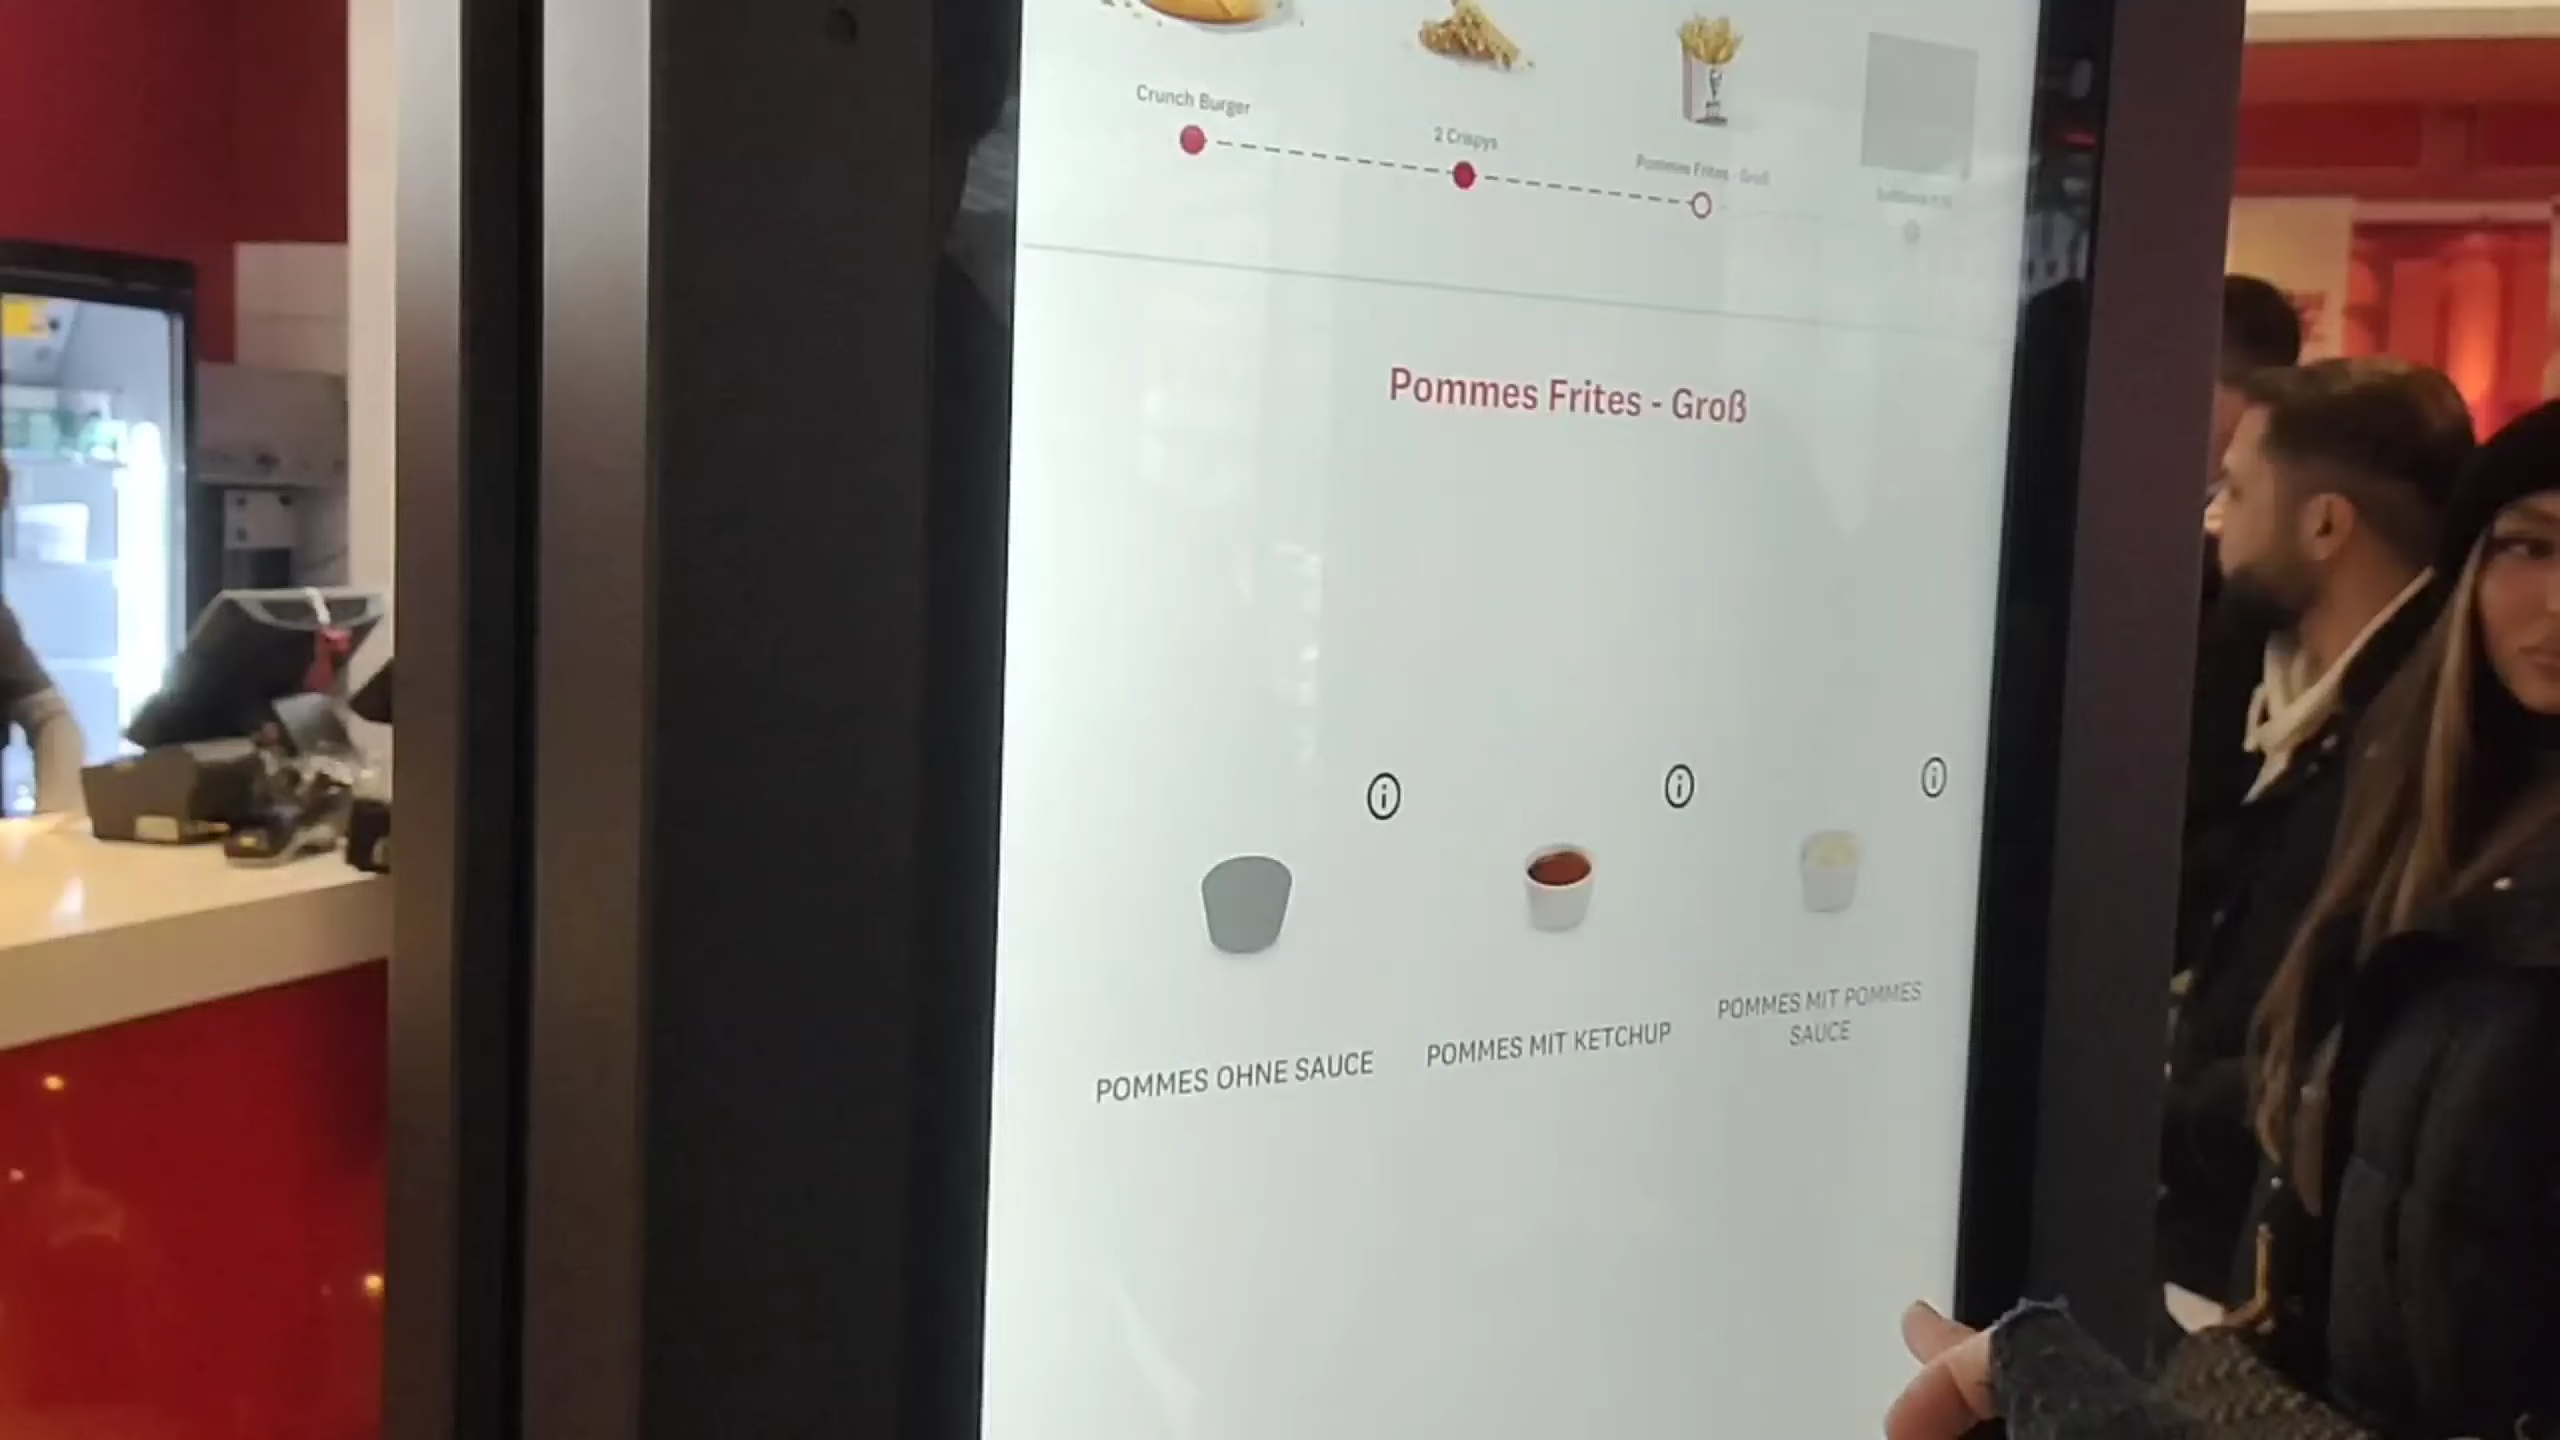 Crunch Burger
2 Crispys
Pommes Frites - Groß
Pommes Frites - Groß
POMMES OHNE SAUCE
POMMES MIT KETCHUP
POMMES MIT POMMES
SAUCE